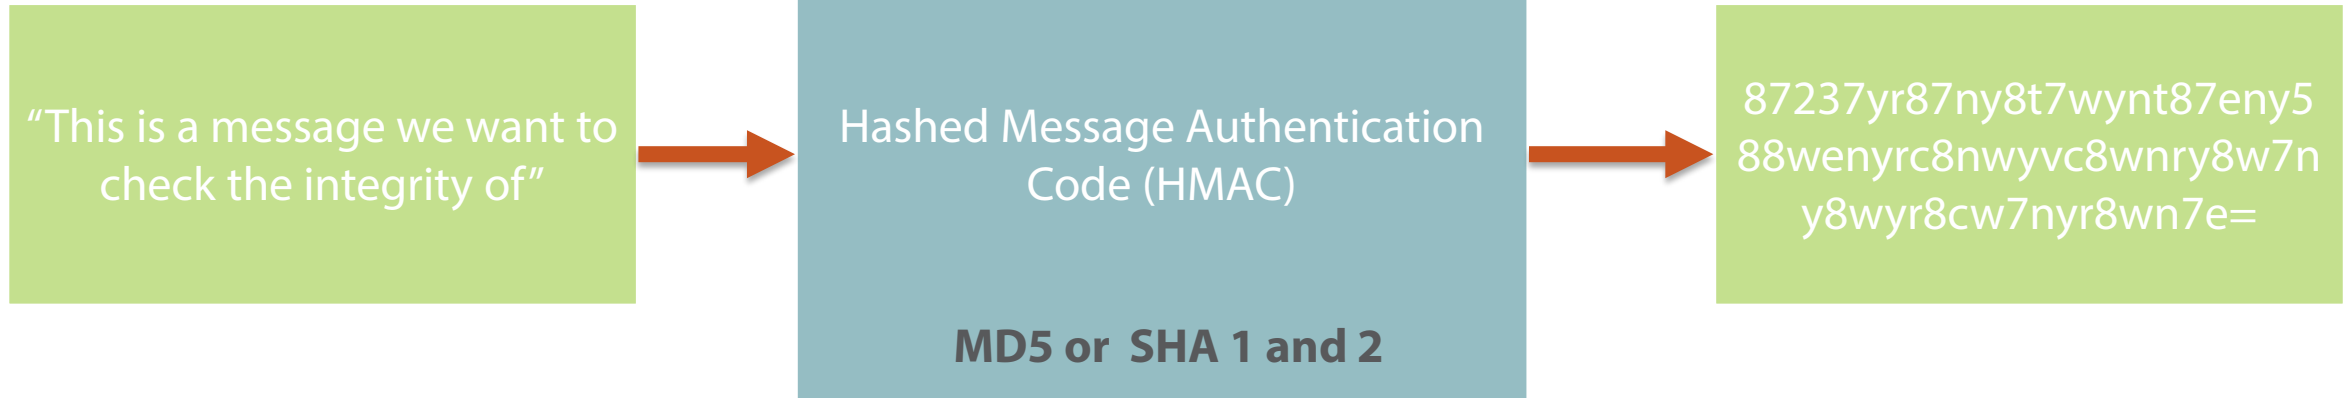 “This is a message we want to
check the integrity of”
Hashed Message Authentication
Code (HMAC)
MD5 or SHA 1 and 2
87237yr87ny8t7wynt87eny5
88wenyrc8nwyvc8wnry8w7n
y8wyr8cw7nyr8wn7e=